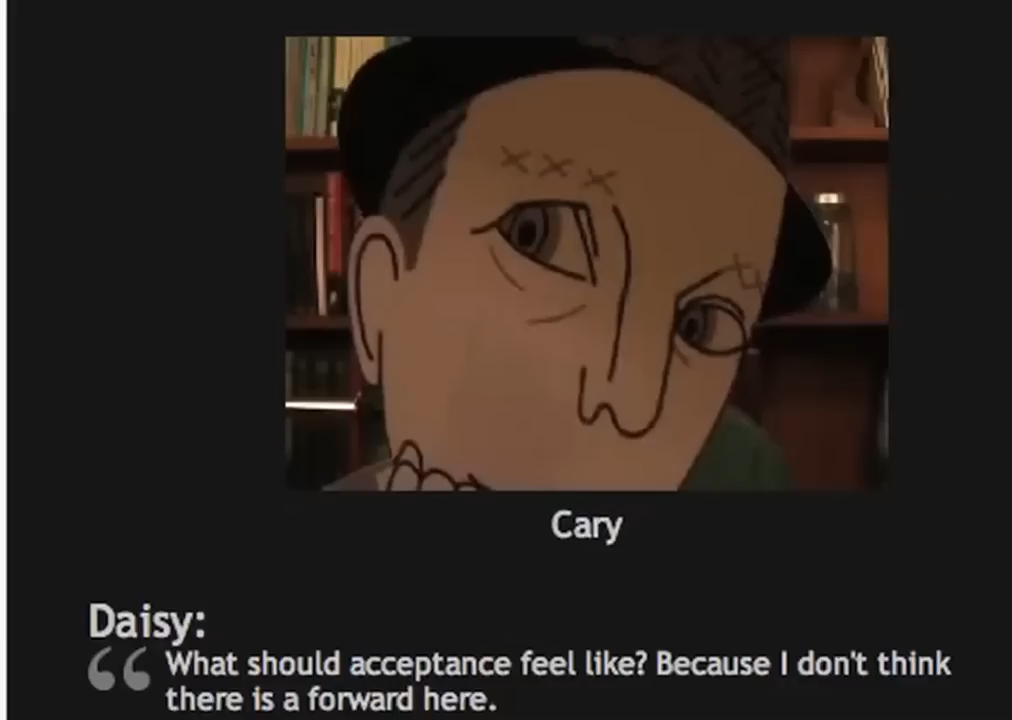 Cary
Daisy:
What should acceptance feel like? Because I don't think
there is a forward here.